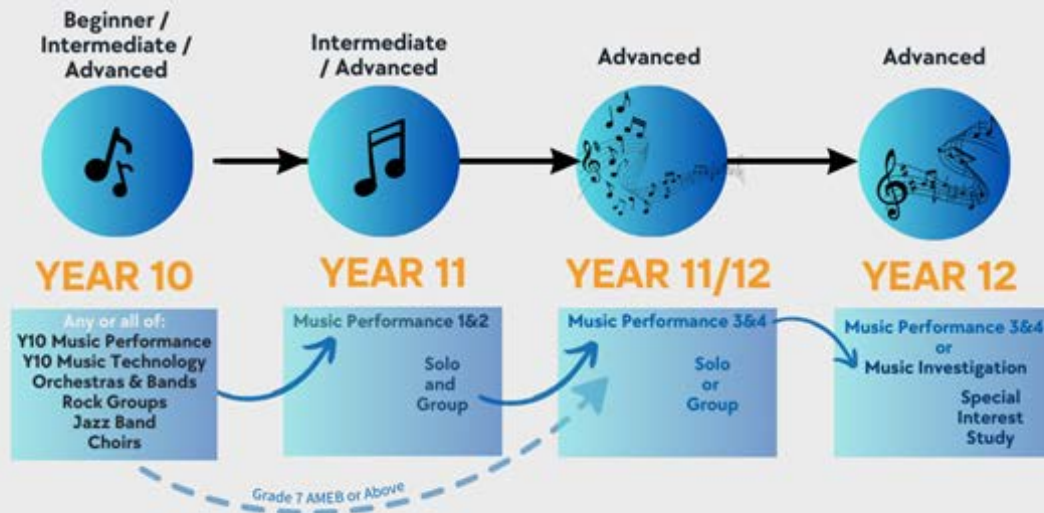 Beginner /
Intermediate /
Advanced
Intermediate
/ Advanced
Advanced
Advanced
YEAR 10
YEAR 11
YEAR 11/12
YEAR 12
Any or all of:
Y10 Music Performance
Y10 Music Technology
Orchestras & Bands
Rock Groups
Jazz Band
Choirs
Music Performance 1&2
Solo
and
Group
Music Performance 3&4
Solo
or
Group
Music Performance 3&4
or
Music Investigation
Special
Interest
Study
Grade 7 AMEB or Above